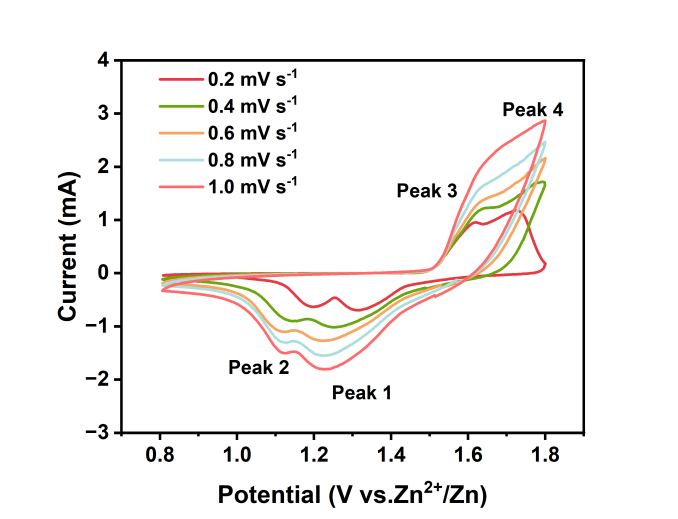 4
3
2
1
0
−1
−2
−3
Current (mA)
0.2 mV s⁻¹
0.4 mV s⁻¹
0.6 mV s⁻¹
0.8 mV s⁻¹
1.0 mV s⁻¹
Peak 4
Peak 3
Peak 2
Peak 1
0.8 1.0 1.2 1.4 1.6 1.8
Potential (V vs.Zn²⁺/Zn)